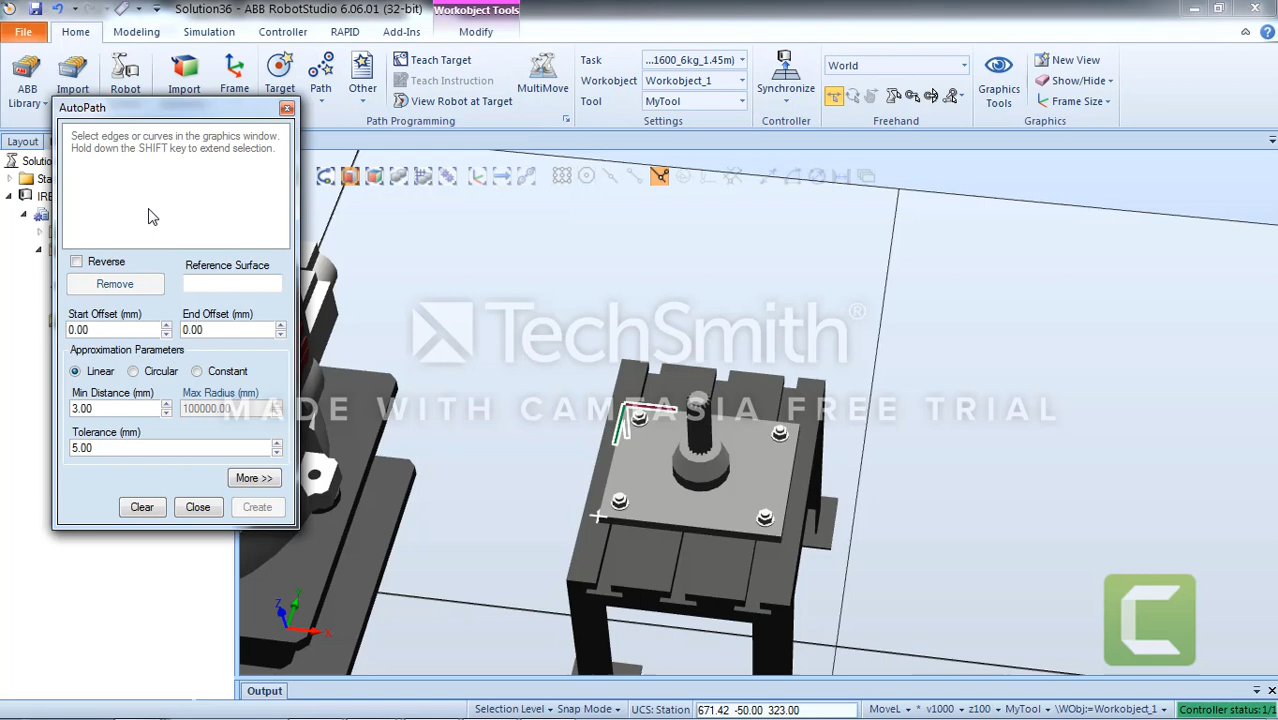 Solution36 - ABB RobotStudio 6.06.01 (32-bit)
Workobject Tools
File
Home
Modeling
Simulation
Controller
RAPID
Add-Ins
Modify
ABB
Library
Import
Robot
Import
Frame
Target
Path
Other
Teach Target
Teach Instruction
View Robot at Target
MultiMove
Path Programming
Task
...1600_6kg_1.45m)
Workobject
Workobject_1
Tool
MyTool
Settings
Synchronize
Controller
World
Freehand
Graphics
Tools
New View
Show/Hide
Frame Size
Graphics
AutoPath
Select edges or curves in the graphics window.
Hold down the SHIFT key to extend selection.
Layout
Solutio
Sta
IRE
Reverse
Reference Surface
Remove
Start Offset (mm)
End Offset (mm)
0.00
0.00
Approximation Parameters
Linear
Circular
Constant
Min Distance (mm)
Max Radius (mm)
3.00
100000.00
Tolerance (mm)
5.00
More >>
Clear
Close
Create
TechSmith
MADE WITH CAMTASIA FREE TRIAL
Z
Y
X
C
Output
Selection Level
Snap Mode
UCS: Station
671.42 -50.00 323.00
MoveL
* v1000
z100
MyTool
\WObj:=Workobject_1
Controller status: 1/1